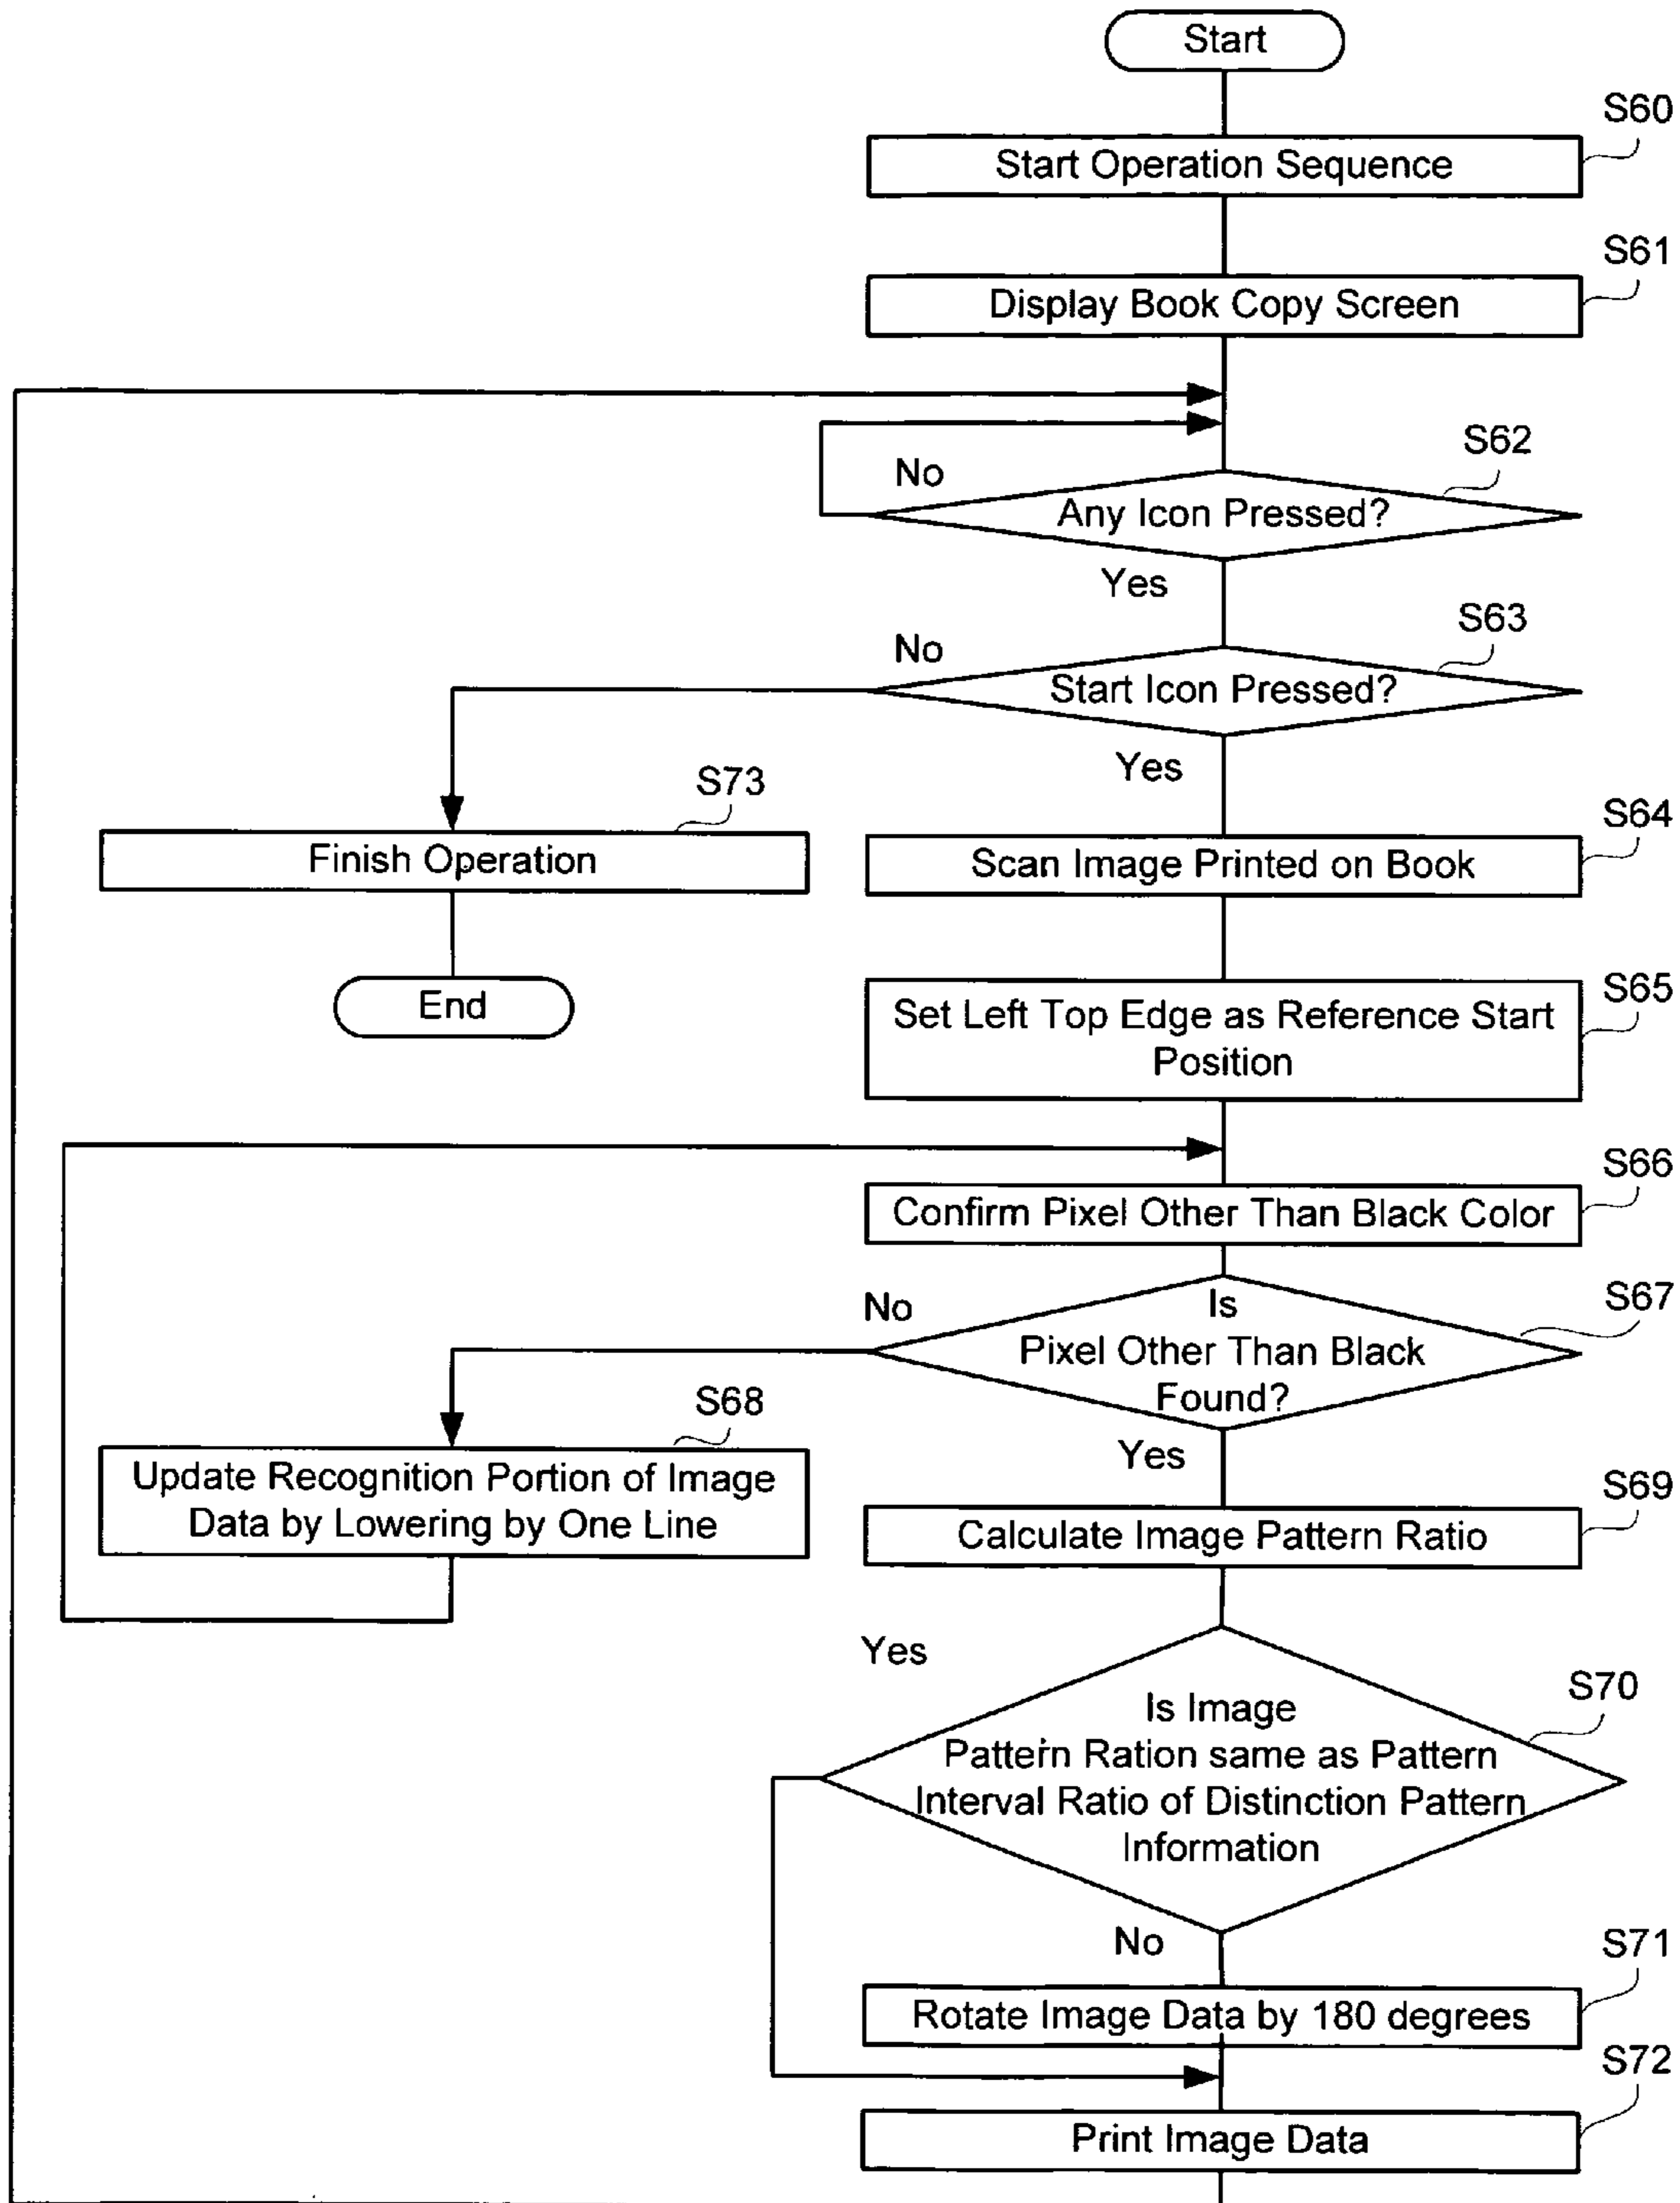 Start
S60
Start Operation Sequence
S61
Display Book Copy Screen
S62
No
Any Icon Pressed?
Yes
S63
No
Start Icon Pressed?
Yes
S73
Finish Operation
End
S64
Scan Image Printed on Book
S65
Set Left Top Edge as Reference Start
Position
S66
Confirm Pixel Other Than Black Color
S67
No
Is
Pixel Other Than Black
Found?
Yes
S68
Update Recognition Portion of Image
Data by Lowering by One Line
S69
Calculate Image Pattern Ratio
Yes
S70
Is Image
Pattern Ration same as Pattern
Interval Ratio of Distinction Pattern
Information
No
S71
Rotate Image Data by 180 degrees
S72
Print Image Data